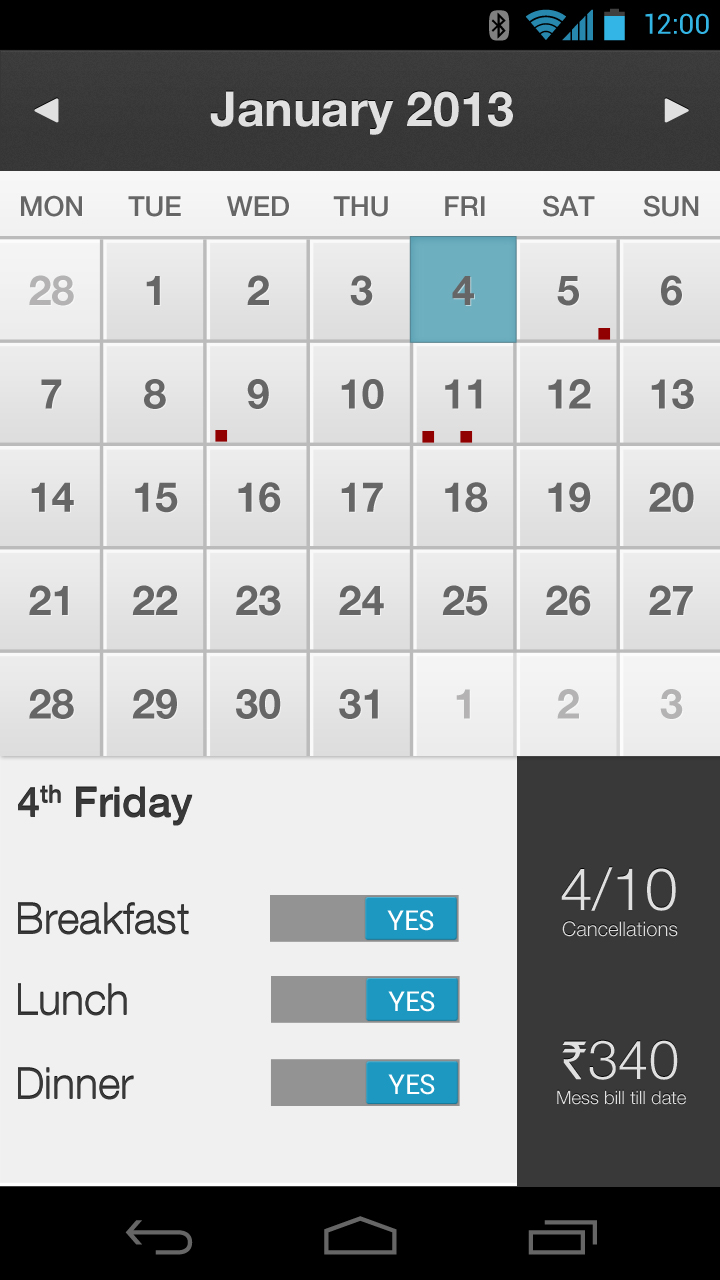 12:00
January 2013
MON TUE WED THU FRI SAT SUN
28 1 2 3 4 5 6
7 8 9 10 11 12 13
14 15 16 17 18 19 20
21 22 23 24 25 26 27
28 29 30 31 1 2 3
4th Friday
Breakfast YES
Lunch YES
Dinner YES
4/10
Cancellations
₹340
Mess bill till date